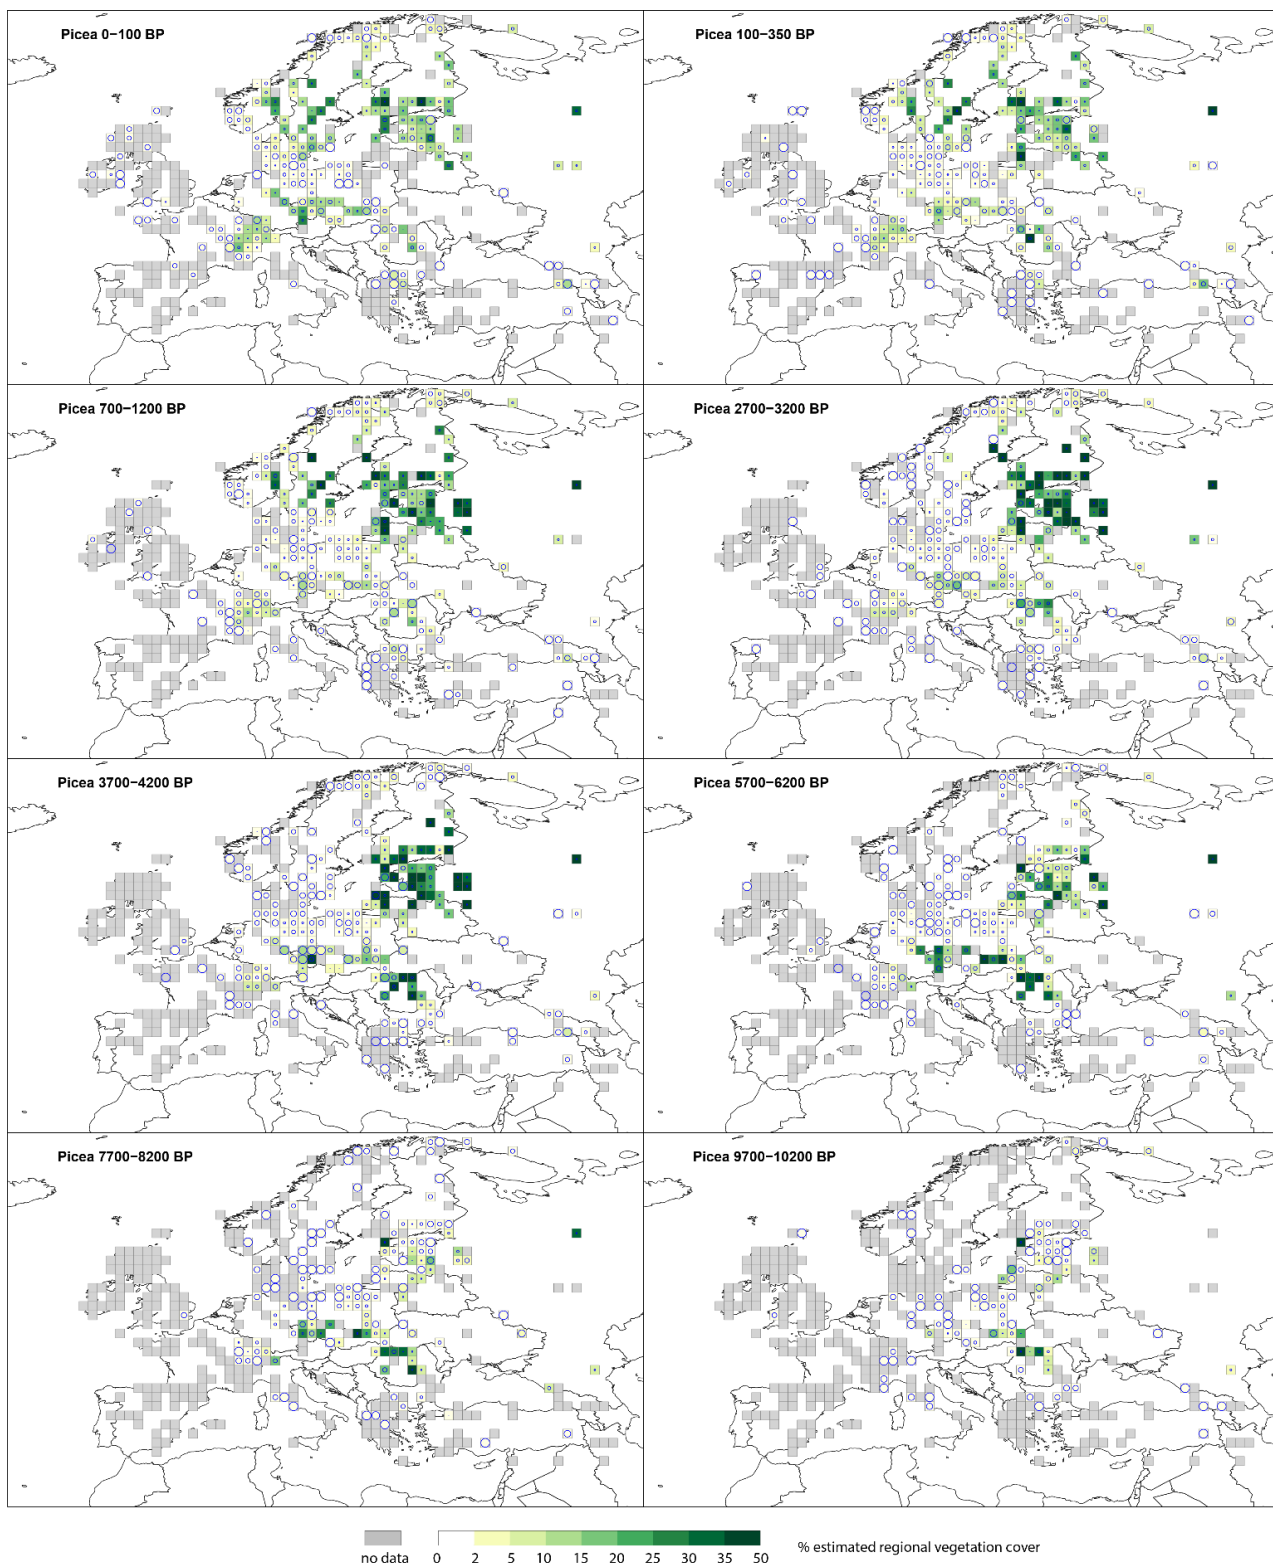 Picea 0−100 BP
Picea 100−350 BP
Picea 700−1200 BP
Picea 2700−3200 BP
Picea 3700−4200 BP
Picea 5700−6200 BP
Picea 7700−8200 BP
Picea 9700−10200 BP
no data
0 2 5 10 15 20 25 30 35 50
% estimated regional vegetation cover